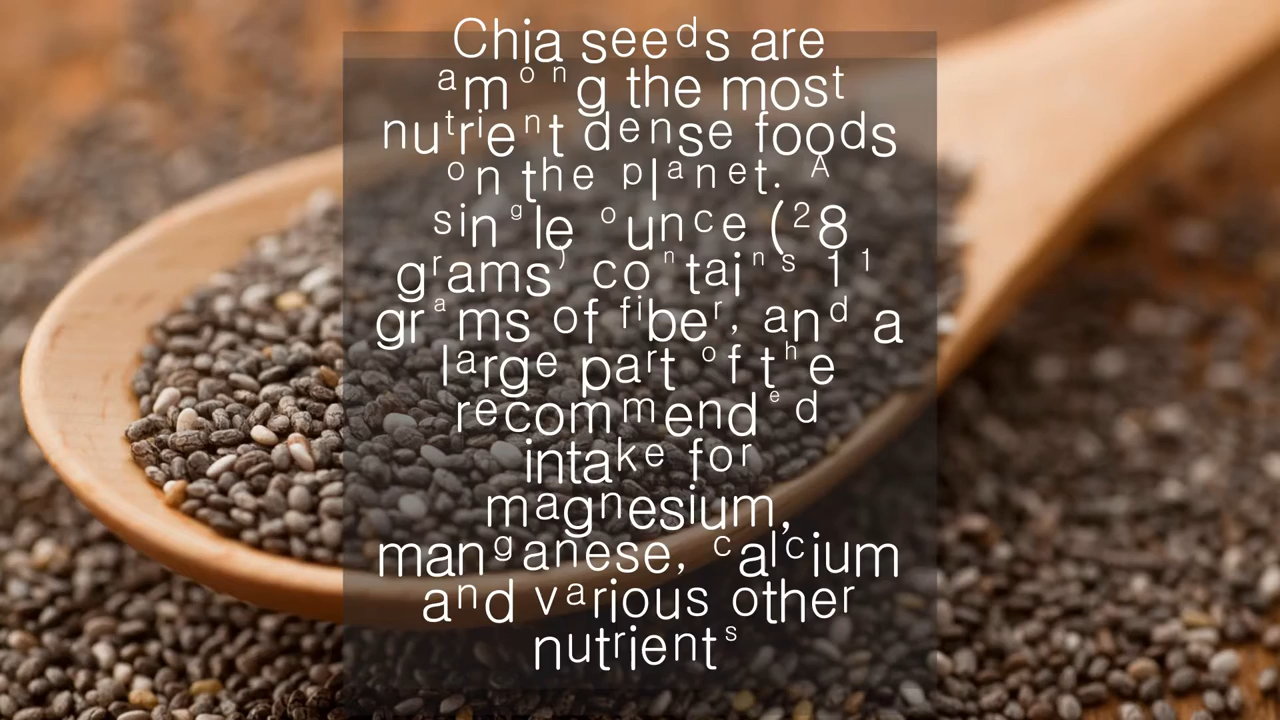 Chia seeds are
among the most
nutrient dense foods
on the planet. A
single ounce (28
grams) contains 11
grams of fiber, and a
large part of the
recommended
intake for
magnesium,
manganese, calcium
and various other
nutrients